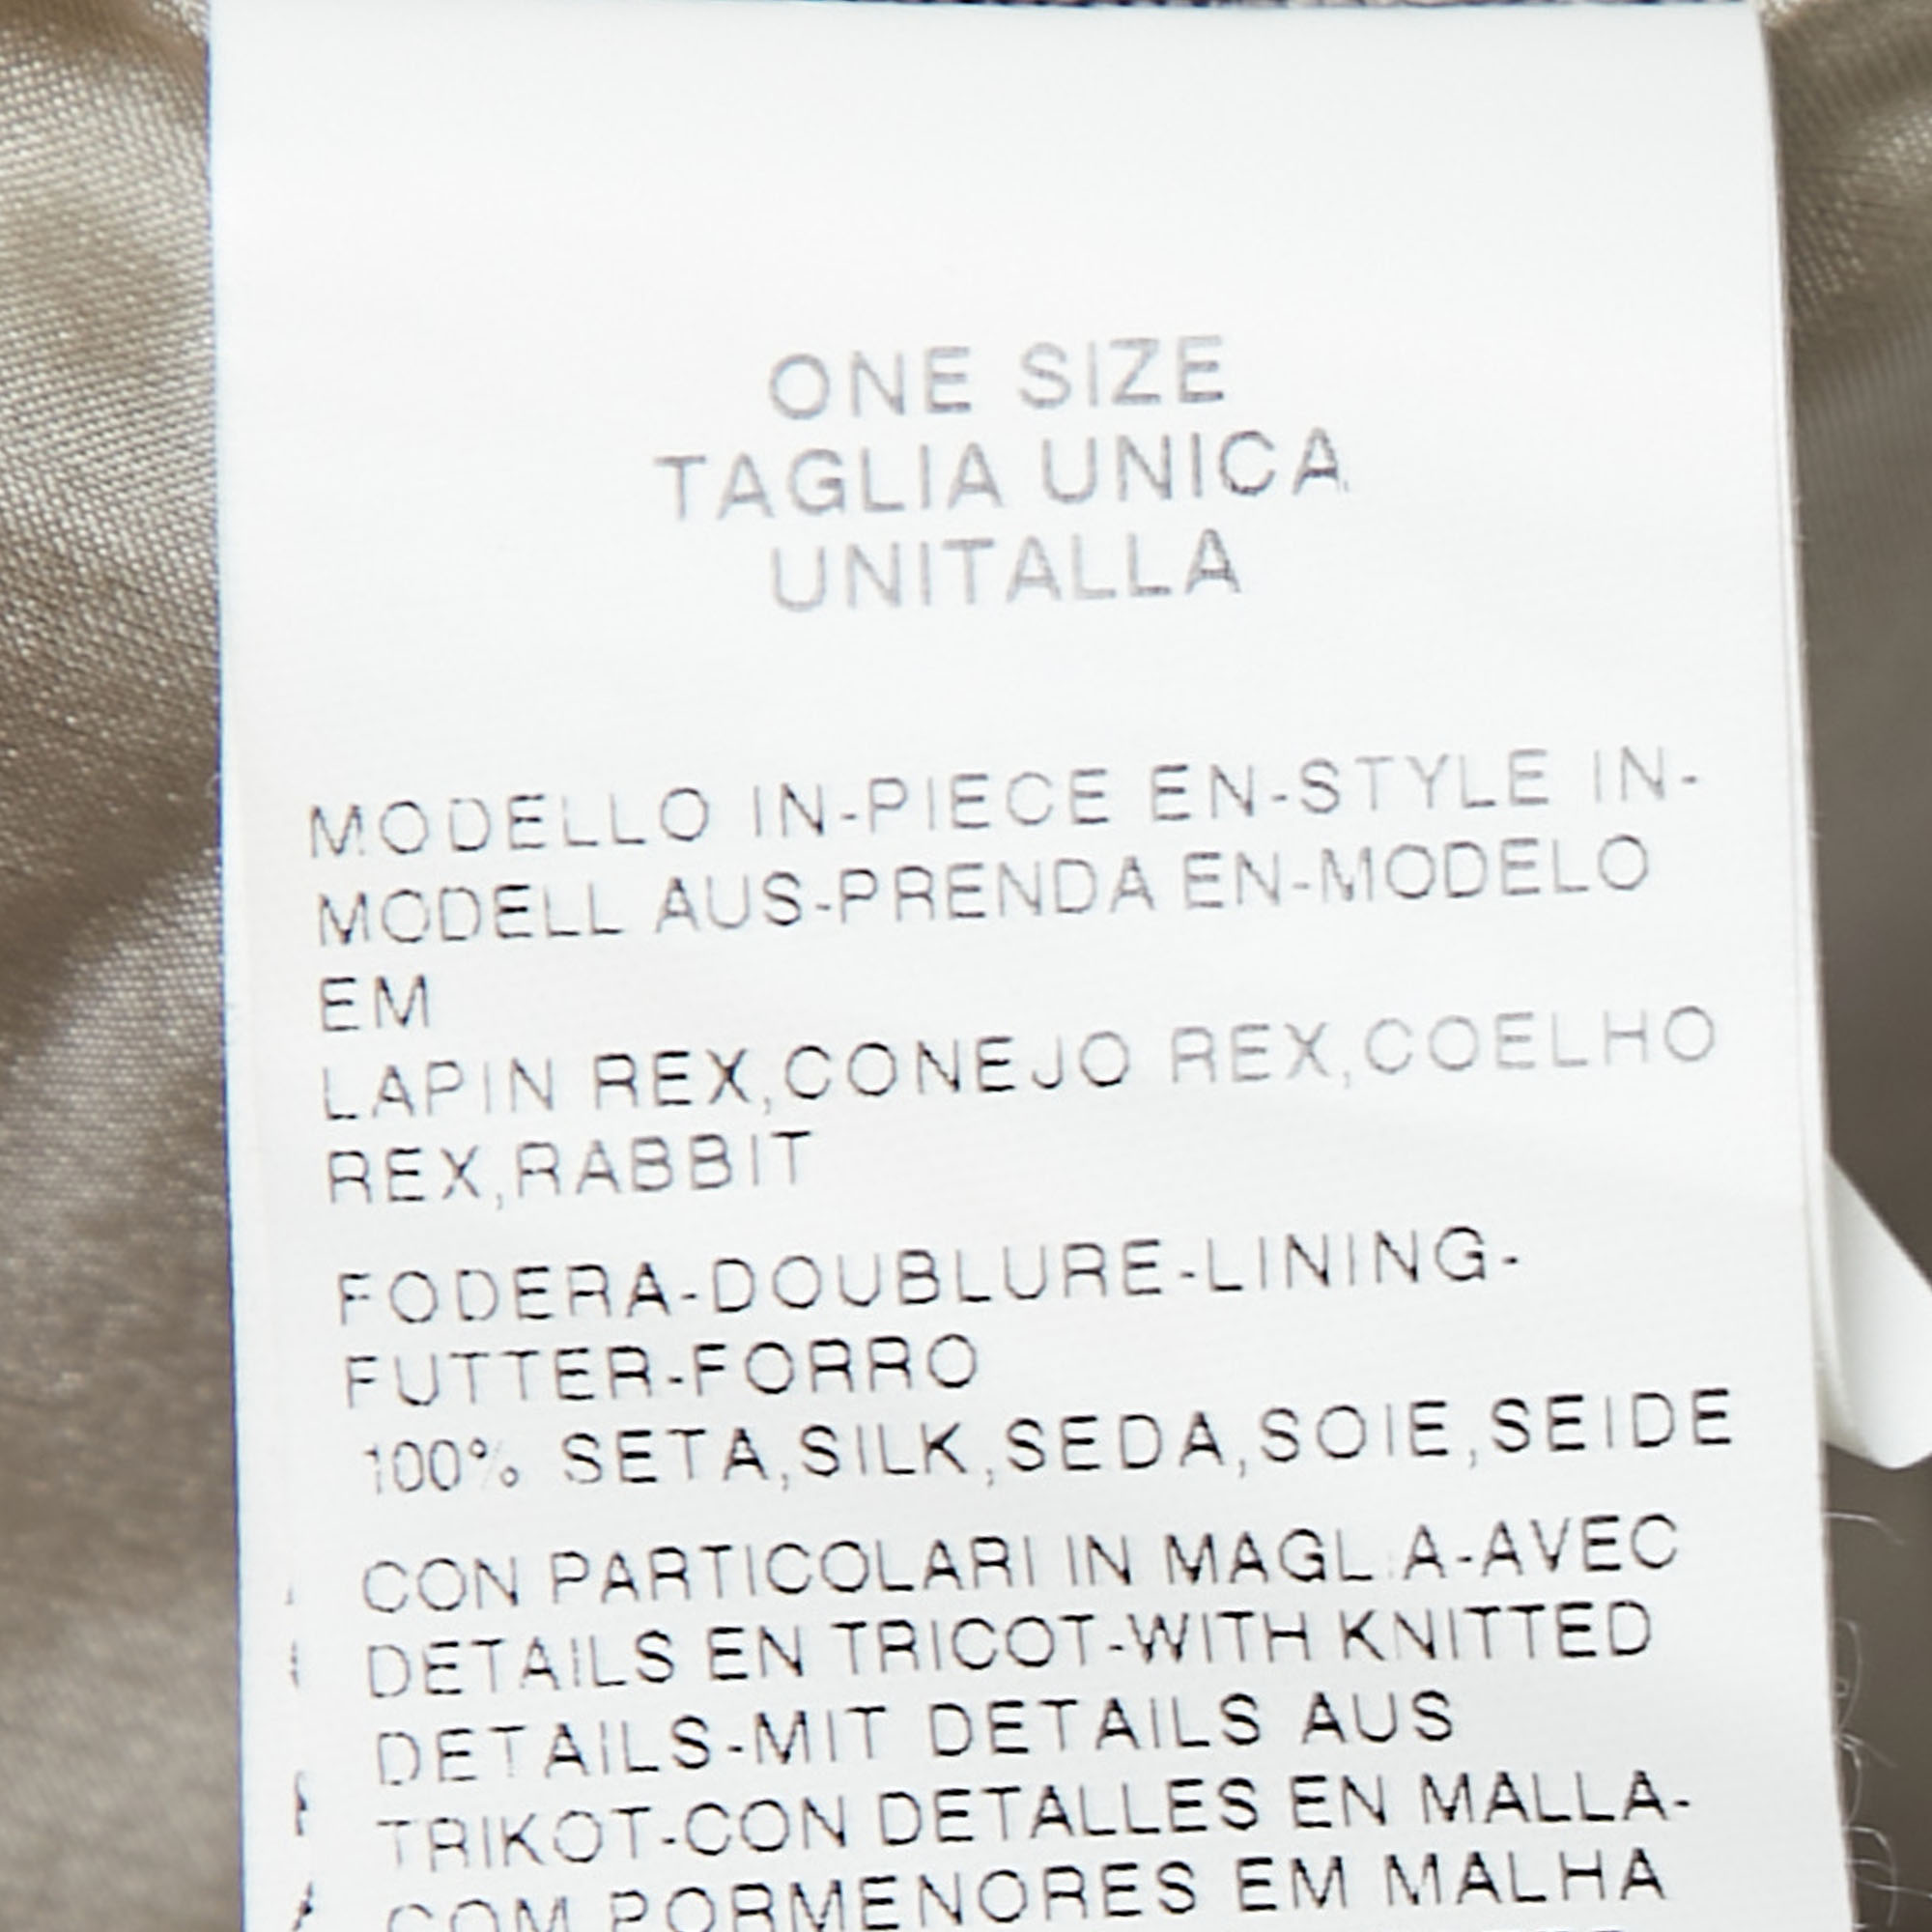 ONE SIZE
TAGLIA UNICA
UNITALLA
MODELLO IN-PIECE EN-STYLE IN-
MODELL AUS-PRENDA EN-MODELO
EM
LAPIN REX,CONEJO REX,COELHO
REX,RABBIT
FODERA-DOUBLURE-LINING-
FUTTER-FORRO
100% SETA,SILK,SEDA,SOIE,SEIDE
CON PARTICOLARI IN MAGLIA-AVEC
DETAILS EN TRICOT-WITH KNITTED
DETAILS-MIT DETAILS AUS
TRIKOT-CON DETALLES EN MALLA-
COM PORMENORES EM MALHA